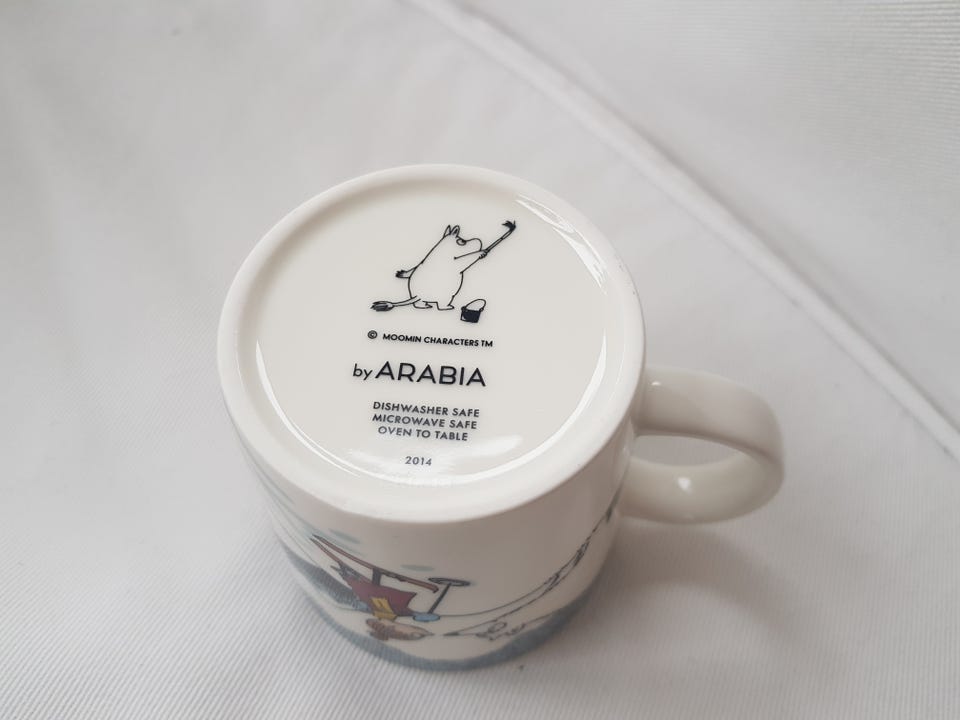 © MOOMIN CHARACTERS TM
by ARABIA
DISHWASHER SAFE
MICROWAVE SAFE
OVEN TO TABLE
2014